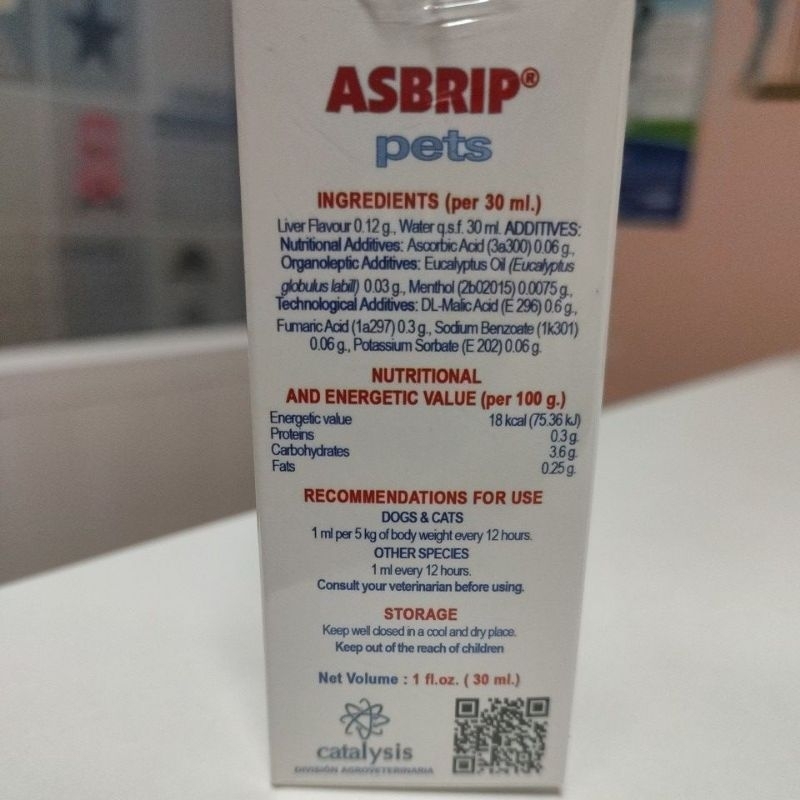 ASBRIP®
pets
INGREDIENTS (per 30 ml.)
Liver Flavour 0.12 g., Water q.s.f. 30 ml. ADDITIVES:
Nutritional Additives: Ascorbic Acid (3a300) 0.06 g.,
Organoleptic Additives: Eucalyptus Oil (Eucalyptus
globulus labill) 0.03 g., Menthol (2b02015) 0.0075 g.,
Technological Additives: DL-Malic Acid (E 296) 0.6 g.,
Fumaric Acid (1a297) 0.3 g., Sodium Benzoate (1k301)
0.06 g., Potassium Sorbate (E 202) 0.06 g.
NUTRITIONAL
AND ENERGETIC VALUE (per 100 g.)
Energetic value 18 kcal (75.36 kJ)
Proteins 0.3 g.
Carbohydrates 3.6 g.
Fats 0.25 g.
RECOMMENDATIONS FOR USE
DOGS & CATS
1 ml per 5 kg of body weight every 12 hours.
OTHER SPECIES
1 ml every 12 hours.
Consult your veterinarian before using.
STORAGE
Keep well closed in a cool and dry place.
Keep out of the reach of children
Net Volume : 1 fl.oz. ( 30 ml.)
catalysis
DIVISIÓN AGROVETERINARIA